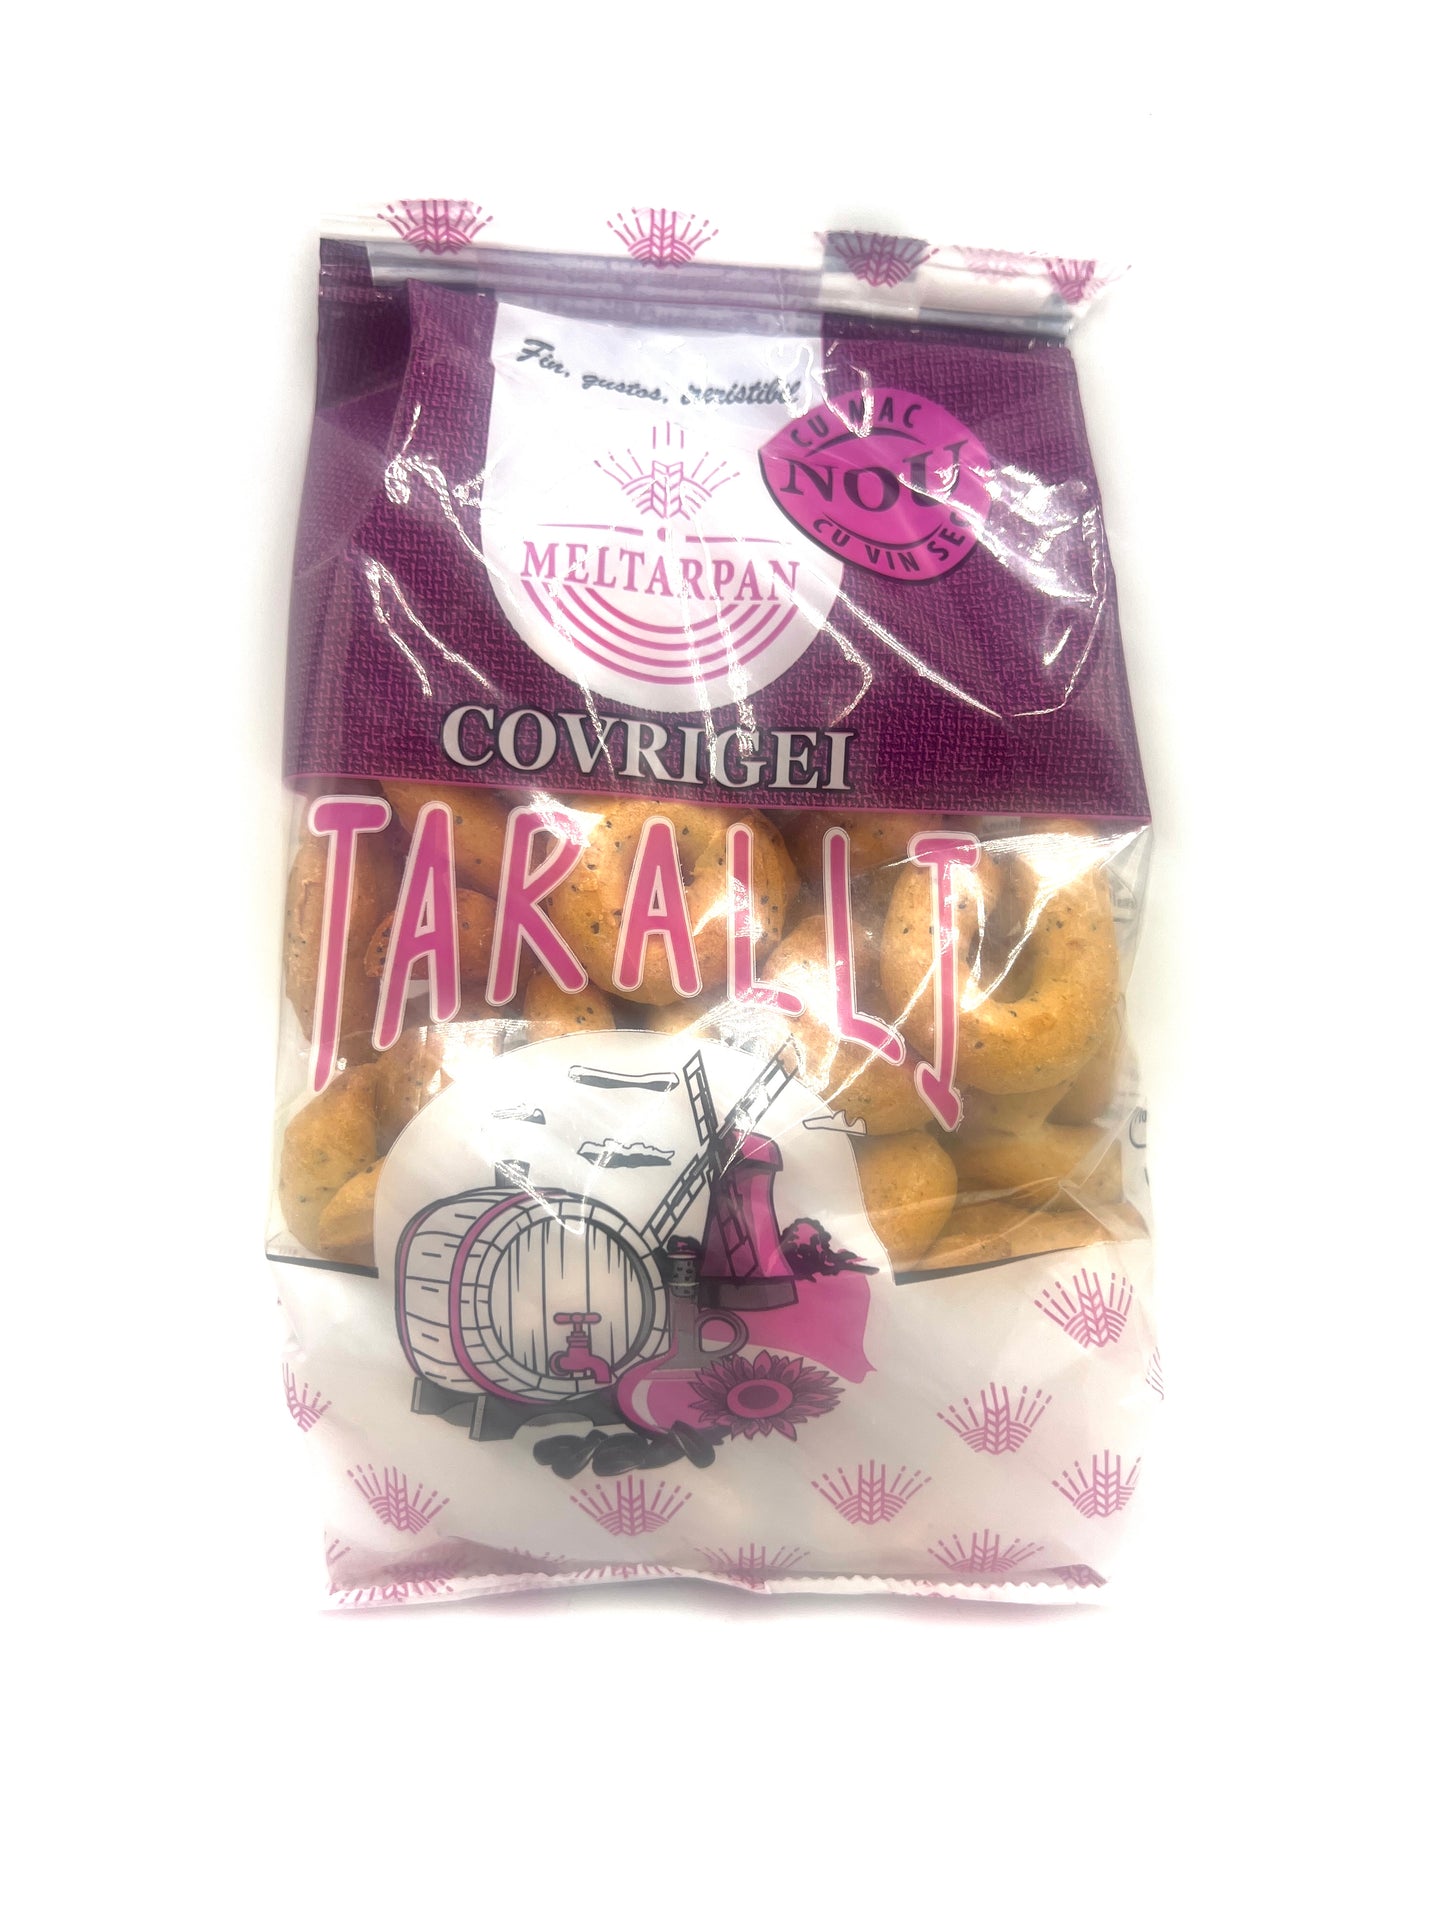 Fin, gustos, irezistibil
CU MAC
NOU
CU VIN SEC
MELTARPAN
COVRIGEI
TARALLI